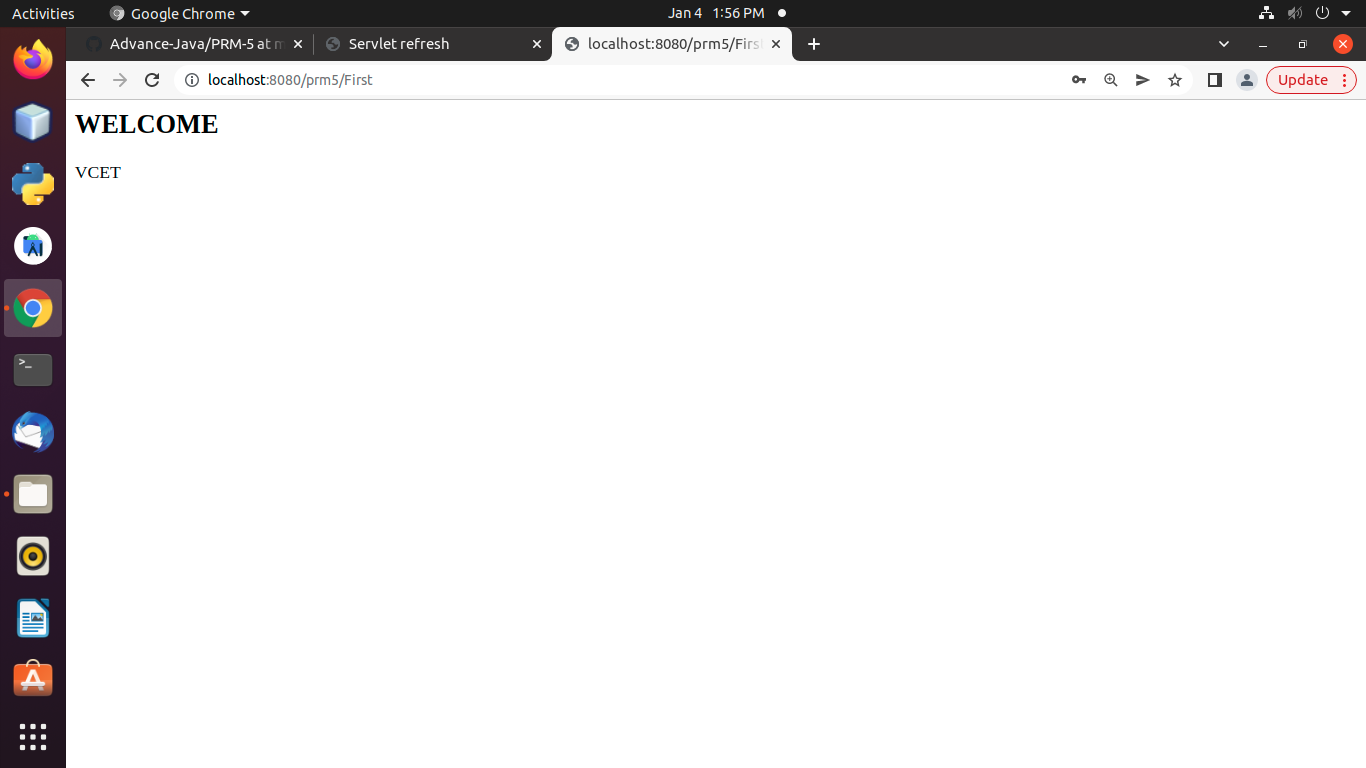 Activities
Google Chrome
Jan 4 1:56 PM
Advance-Java/PRM-5 at m
Servlet refresh
localhost:8080/prm5/Firs
localhost:8080/prm5/First
Update
WELCOME
VCET